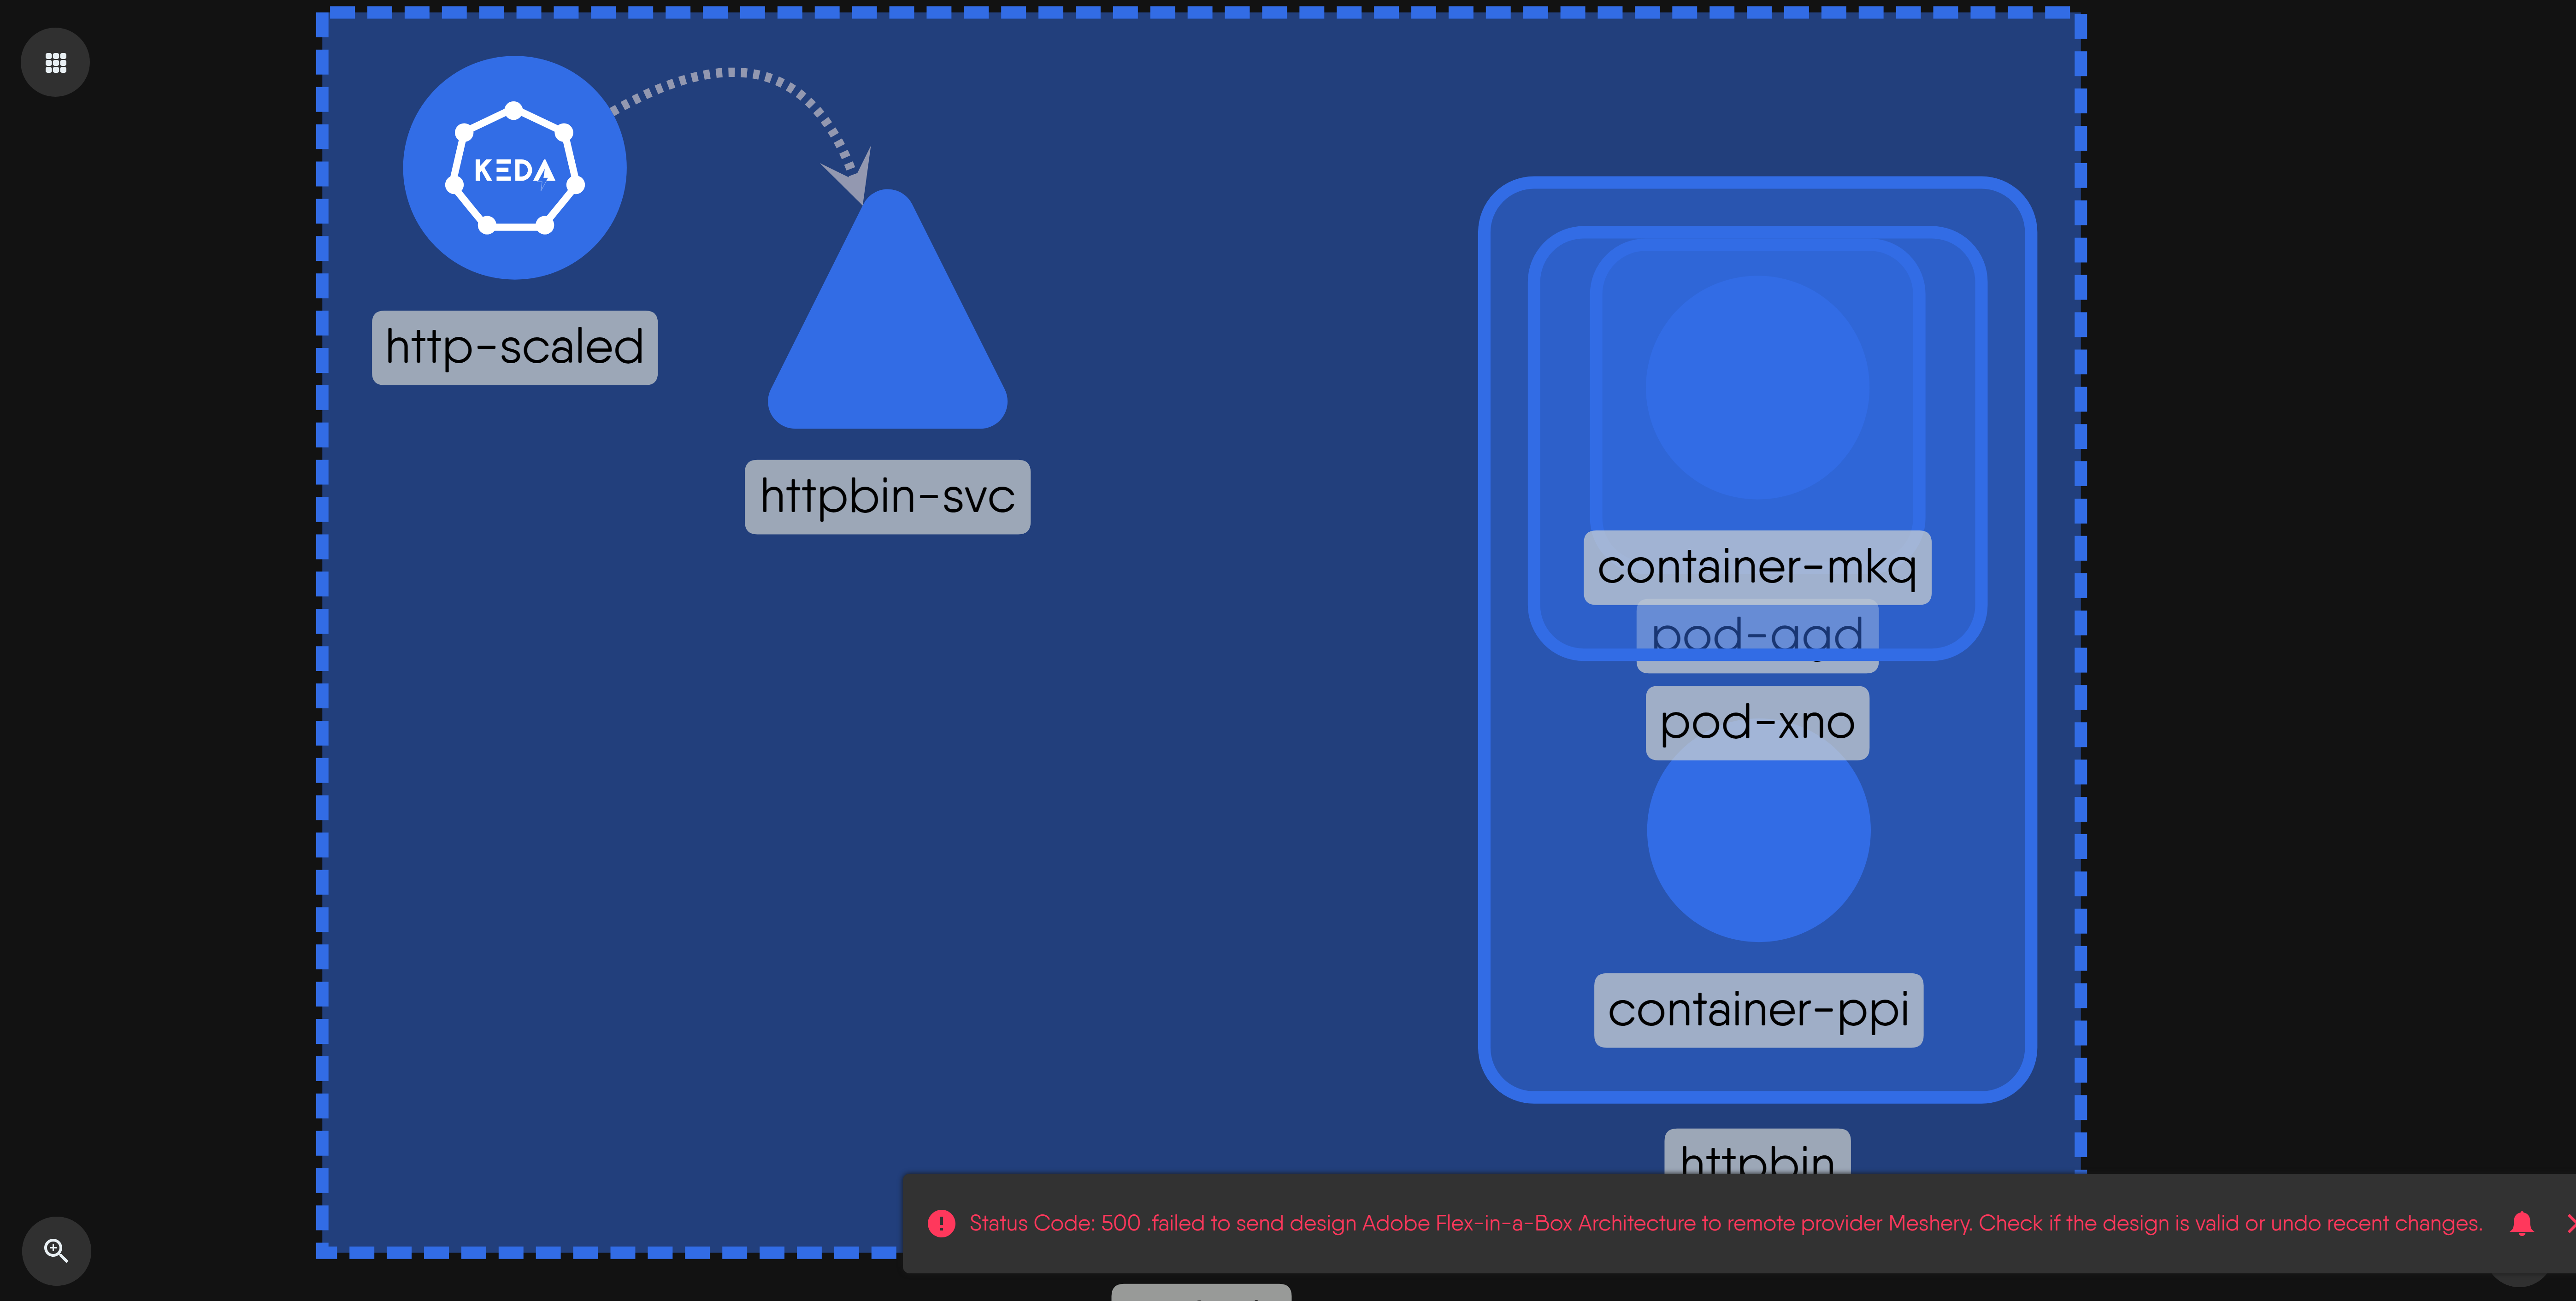 KEDA
http-scaled
httpbin-svc
container-mkq
pod-xno
container-ppi
httpbin
Status Code: 500 .failed to send design Adobe Flex-in-a-Box Architecture to remote provider Meshery. Check if the design is valid or undo recent changes.